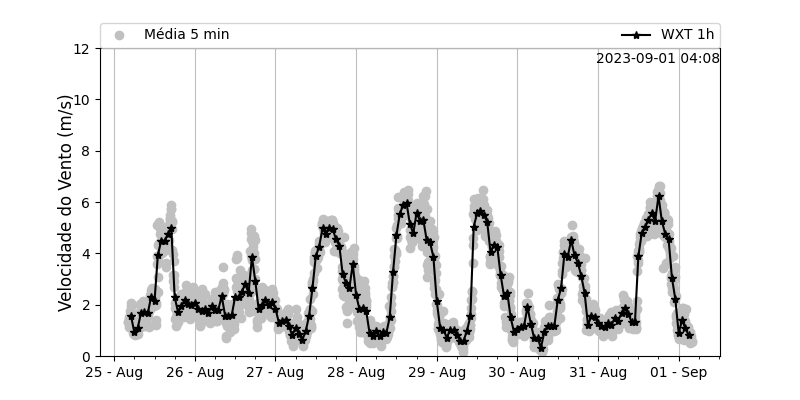 Média 5 min
WXT 1h
2023-09-01 04:08
Velocidade do Vento (m/s)
12
10
8
6
4
2
0
25 - Aug
26 - Aug
27 - Aug
28 - Aug
29 - Aug
30 - Aug
31 - Aug
01 - Sep